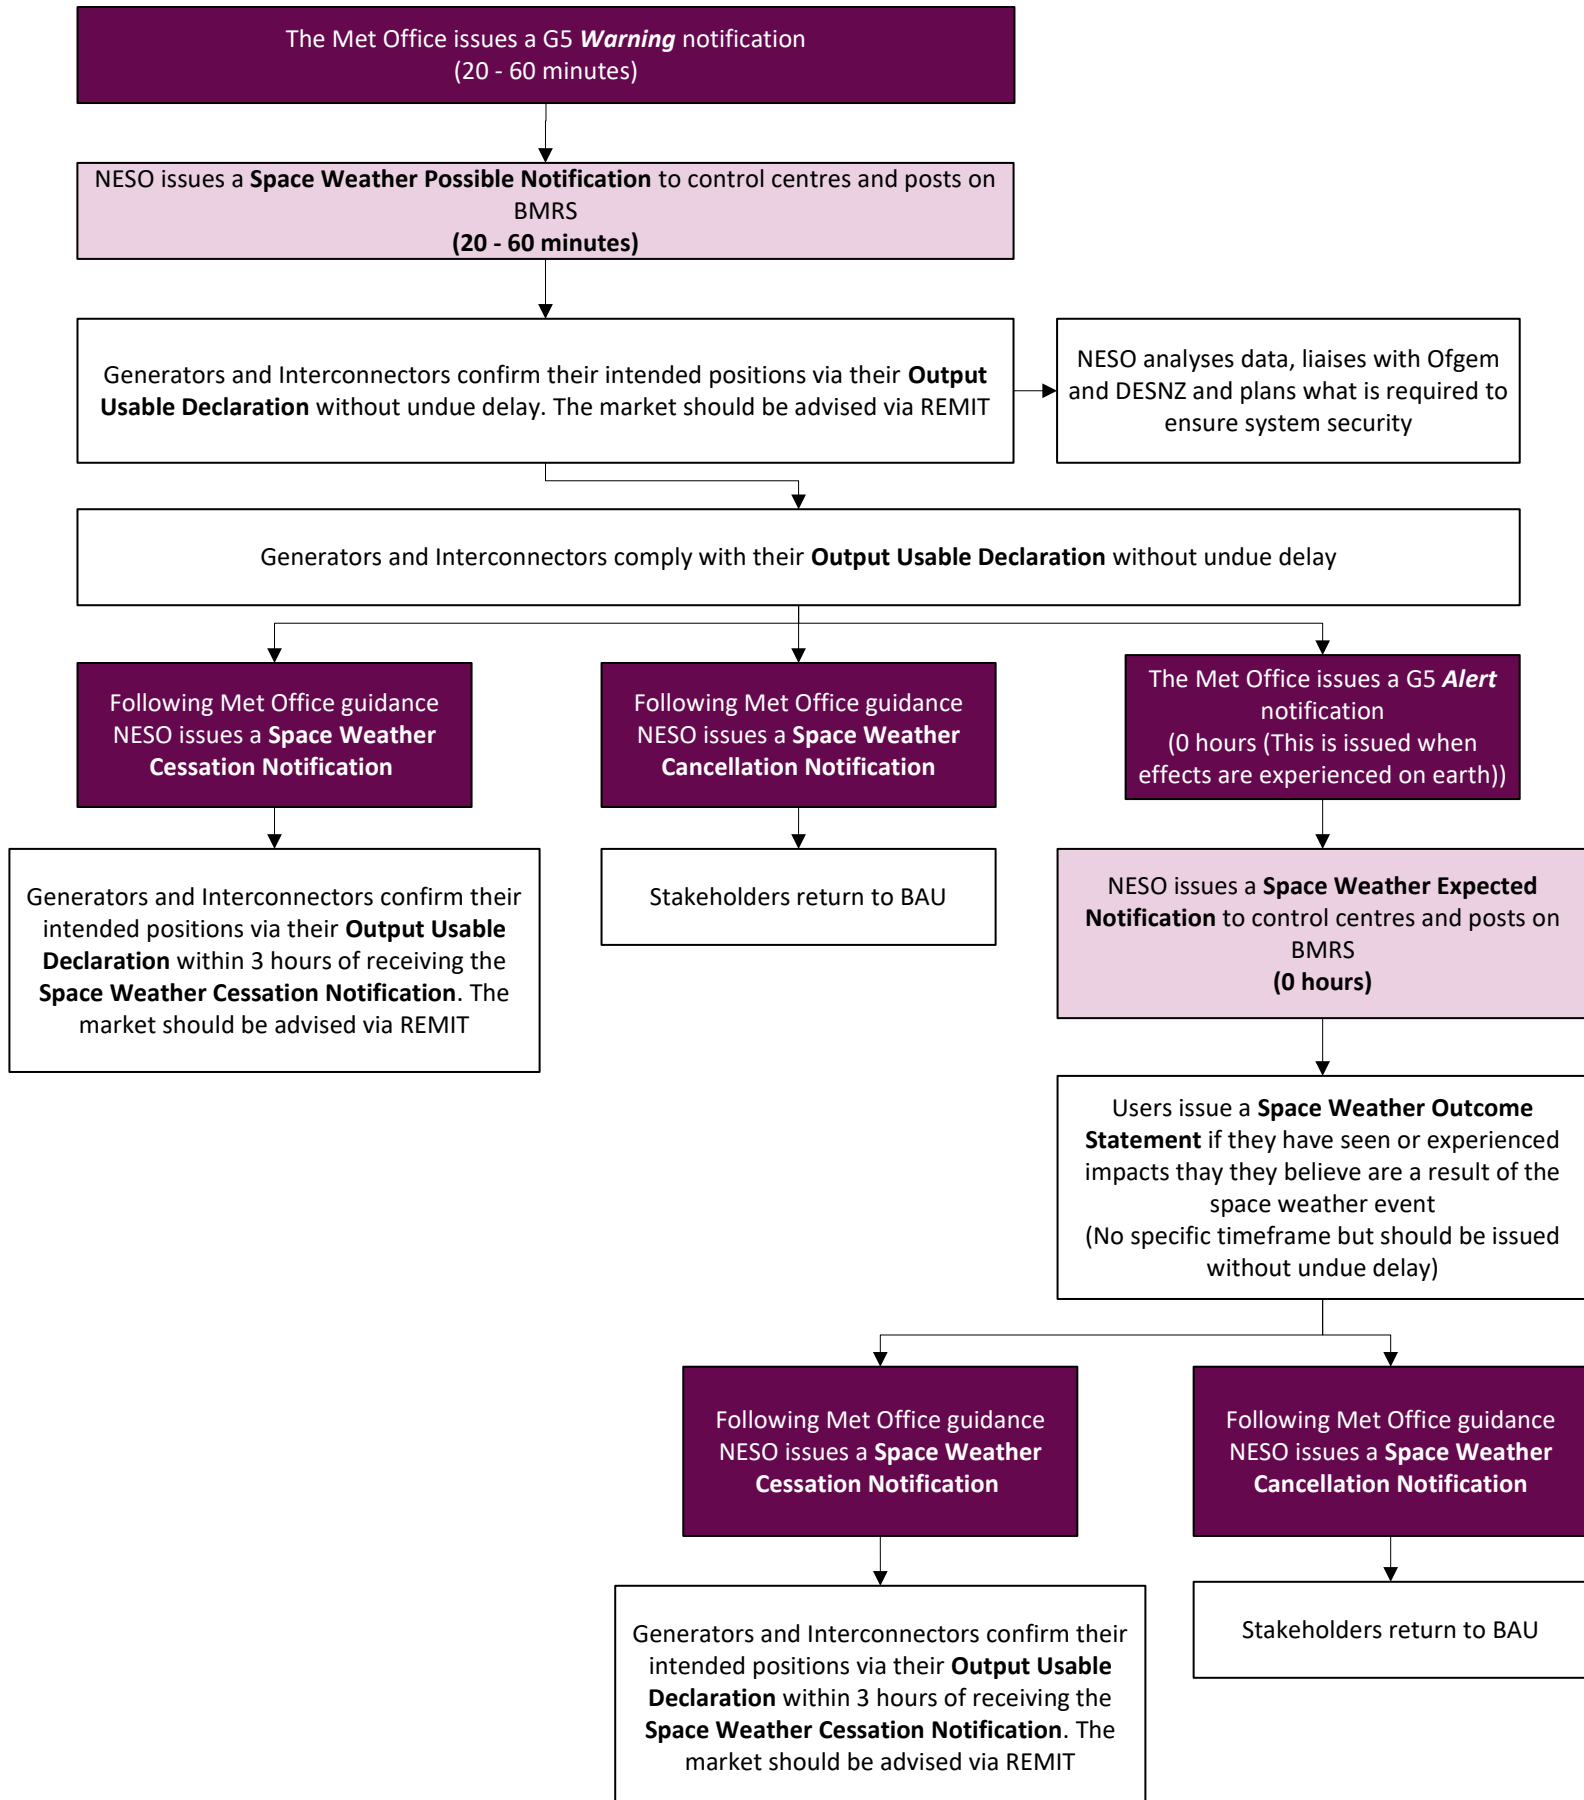 The Met Office issues a G5 Warning notification
(20 - 60 minutes)
NESO issues a Space Weather Possible Notification to control centres and posts on
BMRS
(20 - 60 minutes)
Generators and Interconnectors confirm their intended positions via their Output
Usable Declaration without undue delay. The market should be advised via REMIT
NESO analyses data, liaises with Ofgem
and DESNZ and plans what is required to
ensure system security
Generators and Interconnectors comply with their Output Usable Declaration without undue delay
Following Met Office guidance
NESO issues a Space Weather
Cessation Notification
Following Met Office guidance
NESO issues a Space Weather
Cancellation Notification
The Met Office issues a G5 Alert
notification
(0 hours (This is issued when
effects are experienced on earth))
Generators and Interconnectors confirm their
intended positions via their Output Usable
Declaration within 3 hours of receiving the
Space Weather Cessation Notification. The
market should be advised via REMIT
Stakeholders return to BAU
NESO issues a Space Weather Expected
Notification to control centres and posts on
BMRS
(0 hours)
Users issue a Space Weather Outcome
Statement if they have seen or experienced
impacts thay they believe are a result of the
space weather event
(No specific timeframe but should be issued
without undue delay)
Following Met Office guidance
NESO issues a Space Weather
Cessation Notification
Following Met Office guidance
NESO issues a Space Weather
Cancellation Notification
Generators and Interconnectors confirm their
intended positions via their Output Usable
Declaration within 3 hours of receiving the
Space Weather Cessation Notification. The
market should be advised via REMIT
Stakeholders return to BAU